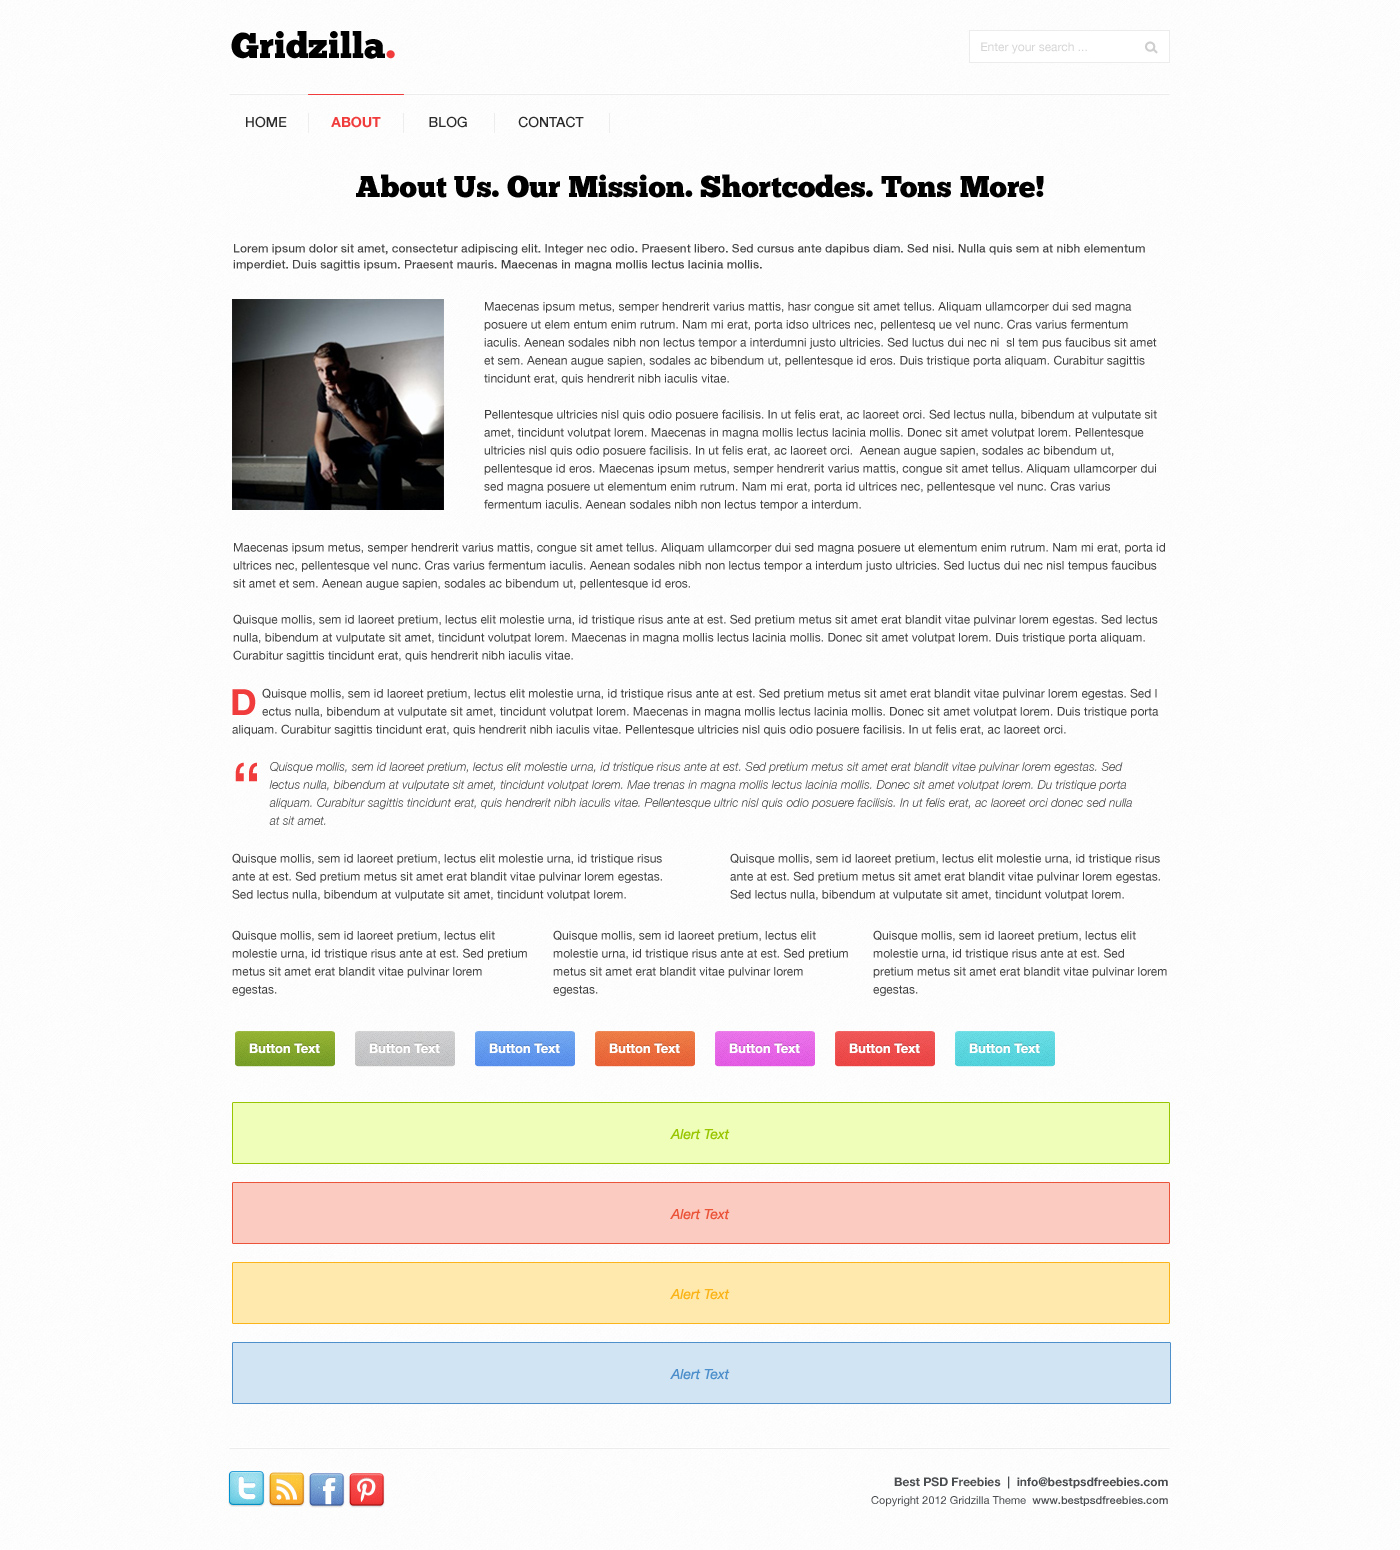 Gridzilla.
Enter your search ...
HOME
ABOUT
BLOG
CONTACT
About Us. Our Mission. Shortcodes. Tons More!
Lorem ipsum dolor sit amet, consectetur adipiscing elit. Integer nec odio. Praesent libero. Sed cursus ante dapibus diam. Sed nisi. Nulla quis sem at nibh elementum
imperdiet. Duis sagittis ipsum. Praesent mauris. Maecenas in magna mollis lectus lacinia mollis.
Maecenas ipsum metus, semper hendrerit varius mattis, hasr congue sit amet tellus. Aliquam ullamcorper dui sed magna
posuere ut elem entum enim rutrum. Nam mi erat, porta idso ultrices nec, pellentesq ue vel nunc. Cras varius fermentum
iaculis. Aenean sodales nibh non lectus tempor a interdumni justo ultricies. Sed luctus dui nec ni  sl tem pus faucibus sit amet
et sem. Aenean augue sapien, sodales ac bibendum ut, pellentesque id eros. Duis tristique porta aliquam. Curabitur sagittis
tincidunt erat, quis hendrerit nibh iaculis vitae.
Pellentesque ultricies nisl quis odio posuere facilisis. In ut felis erat, ac laoreet orci. Sed lectus nulla, bibendum at vulputate sit
amet, tincidunt volutpat lorem. Maecenas in magna mollis lectus lacinia mollis. Donec sit amet volutpat lorem. Pellentesque
ultricies nisl quis odio posuere facilisis. In ut felis erat, ac laoreet orci.  Aenean augue sapien, sodales ac bibendum ut,
pellentesque id eros. Maecenas ipsum metus, semper hendrerit varius mattis, congue sit amet tellus. Aliquam ullamcorper dui
sed magna posuere ut elementum enim rutrum. Nam mi erat, porta id ultrices nec, pellentesque vel nunc. Cras varius
fermentum iaculis. Aenean sodales nibh non lectus tempor a interdum.
Maecenas ipsum metus, semper hendrerit varius mattis, congue sit amet tellus. Aliquam ullamcorper dui sed magna posuere ut elementum enim rutrum. Nam mi erat, porta id
ultrices nec, pellentesque vel nunc. Cras varius fermentum iaculis. Aenean sodales nibh non lectus tempor a interdum justo ultricies. Sed luctus dui nec nisl tempus faucibus
sit amet et sem. Aenean augue sapien, sodales ac bibendum ut, pellentesque id eros.
Quisque mollis, sem id laoreet pretium, lectus elit molestie urna, id tristique risus ante at est. Sed pretium metus sit amet erat blandit vitae pulvinar lorem egestas. Sed lectus
nulla, bibendum at vulputate sit amet, tincidunt volutpat lorem. Maecenas in magna mollis lectus lacinia mollis. Donec sit amet volutpat lorem. Duis tristique porta aliquam.
Curabitur sagittis tincidunt erat, quis hendrerit nibh iaculis vitae.
D Quisque mollis, sem id laoreet pretium, lectus elit molestie urna, id tristique risus ante at est. Sed pretium metus sit amet erat blandit vitae pulvinar lorem egestas. Sed l
ectus nulla, bibendum at vulputate sit amet, tincidunt volutpat lorem. Maecenas in magna mollis lectus lacinia mollis. Donec sit amet volutpat lorem. Duis tristique porta
aliquam. Curabitur sagittis tincidunt erat, quis hendrerit nibh iaculis vitae. Pellentesque ultricies nisl quis odio posuere facilisis. In ut felis erat, ac laoreet orci.
“ Quisque mollis, sem id laoreet pretium, lectus elit molestie urna, id tristique risus ante at est. Sed pretium metus sit amet erat blandit vitae pulvinar lorem egestas. Sed
lectus nulla, bibendum at vulputate sit amet, tincidunt volutpat lorem. Mae trenas in magna mollis lectus lacinia mollis. Donec sit amet volutpat lorem. Du tristique porta
aliquam. Curabitur sagittis tincidunt erat, quis hendrerit nibh iaculis vitae. Pellentesque ultric nisl quis odio posuere facilisis. In ut felis erat, ac laoreet orci donec sed nulla
at sit amet.
Quisque mollis, sem id laoreet pretium, lectus elit molestie urna, id tristique risus
ante at est. Sed pretium metus sit amet erat blandit vitae pulvinar lorem egestas.
Sed lectus nulla, bibendum at vulputate sit amet, tincidunt volutpat lorem.
Quisque mollis, sem id laoreet pretium, lectus elit molestie urna, id tristique risus
ante at est. Sed pretium metus sit amet erat blandit vitae pulvinar lorem egestas.
Sed lectus nulla, bibendum at vulputate sit amet, tincidunt volutpat lorem.
Quisque mollis, sem id laoreet pretium, lectus elit
molestie urna, id tristique risus ante at est. Sed pretium
metus sit amet erat blandit vitae pulvinar lorem
egestas.
Quisque mollis, sem id laoreet pretium, lectus elit
molestie urna, id tristique risus ante at est. Sed pretium
metus sit amet erat blandit vitae pulvinar lorem
egestas.
Quisque mollis, sem id laoreet pretium, lectus elit
molestie urna, id tristique risus ante at est. Sed
pretium metus sit amet erat blandit vitae pulvinar lorem
egestas.
Button Text
Button Text
Button Text
Button Text
Button Text
Button Text
Button Text
Alert Text
Alert Text
Alert Text
Alert Text
Best PSD Freebies | info@bestpsdfreebies.com
Copyright 2012 Gridzilla Theme www.bestpsdfreebies.com